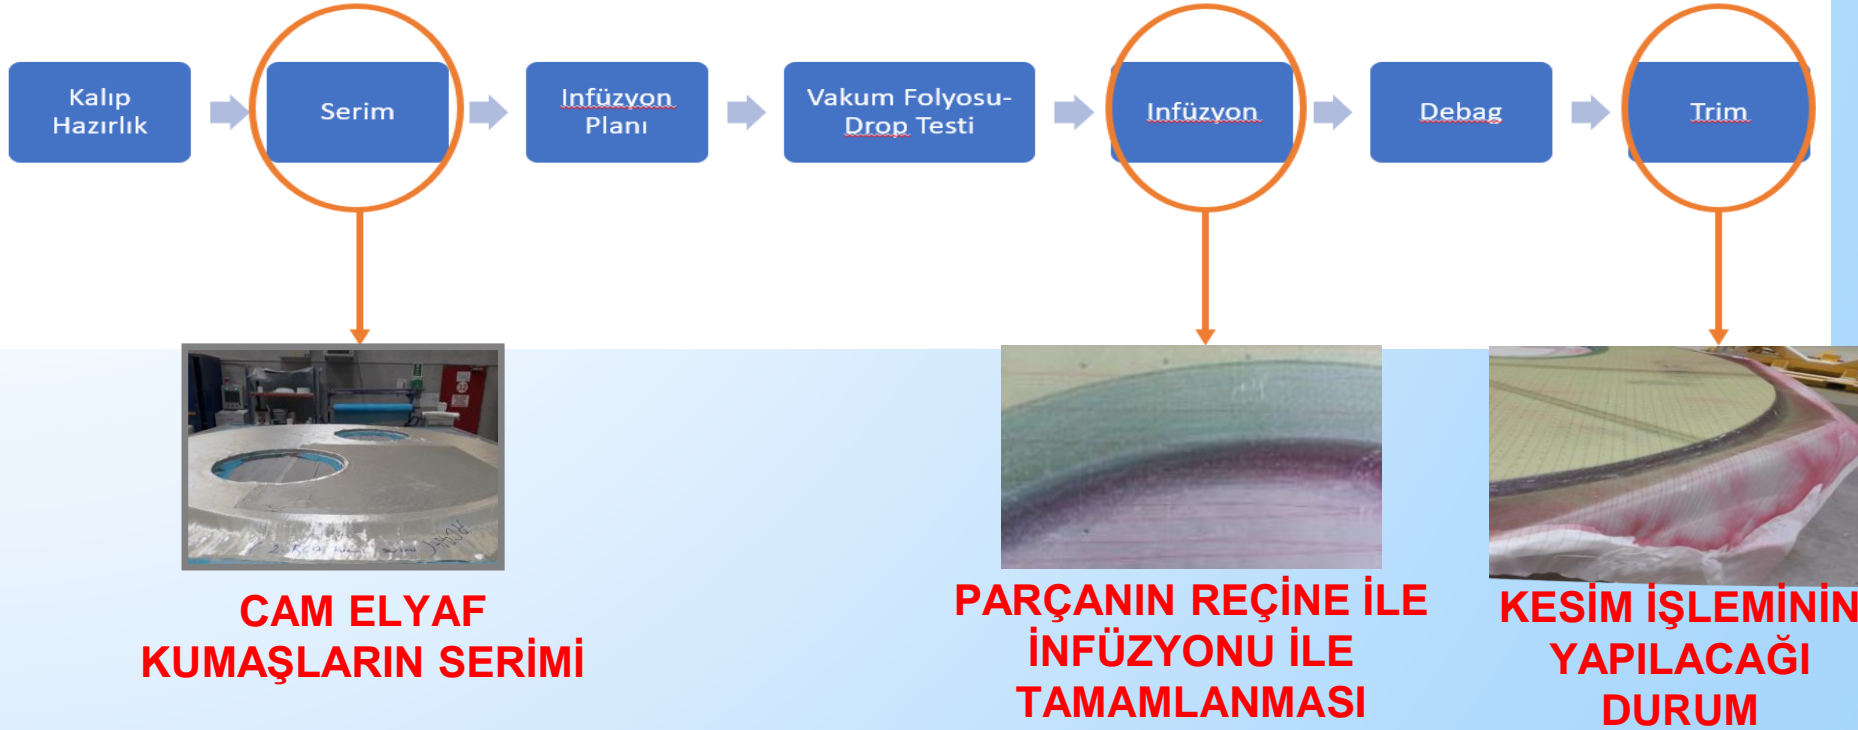 Kalıp
Hazırlık
Serim
Infüzyon
Planı
Vakum Folyosu-
Drop Testi
Infüzyon
Debag
Trim
CAM ELYAF
KUMAŞLARIN SERİMİ
PARÇANIN REÇİNE İLE
İNFÜZYONU İLE
TAMAMLANMASI
KESİM İŞLEMİNİN
YAPILACAĞI
DURUM